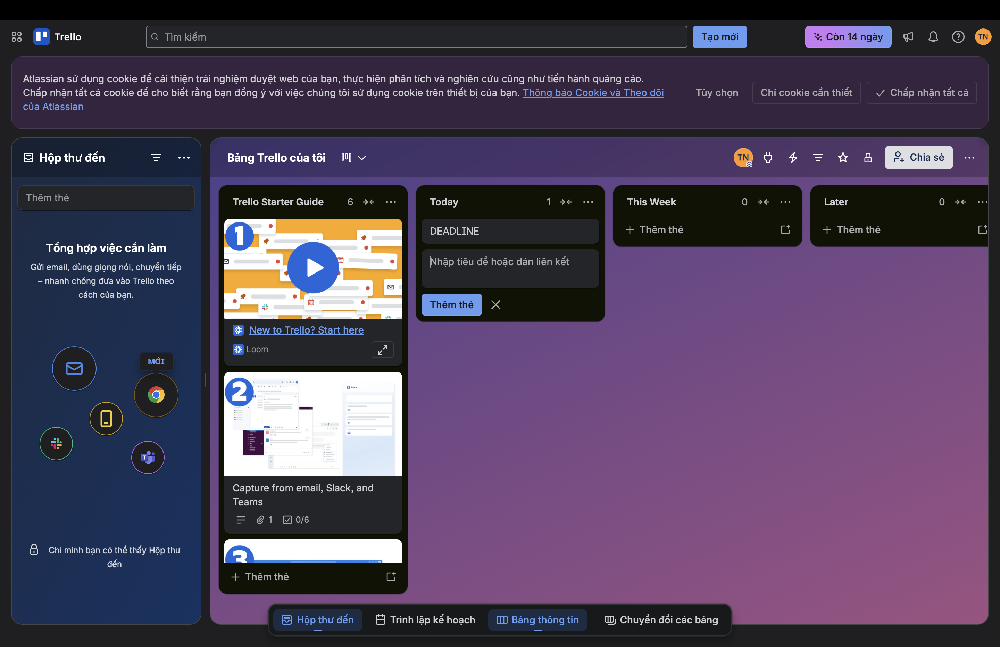 Trello
Tìm kiếm
Tạo mới
Còn 14 ngày
TN
Atlassian sử dụng cookie để cải thiện trải nghiệm duyệt web của bạn, thực hiện phân tích và nghiên cứu cũng như tiến hành quảng cáo.
Chấp nhận tất cả cookie để cho biết rằng bạn đồng ý với việc chúng tôi sử dụng cookie trên thiết bị của bạn. Thông báo Cookie và Theo dõi
của Atlassian
Tùy chọn
Chỉ cookie cần thiết
Chấp nhận tất cả
Hộp thư đến
Thêm thẻ
Tổng hợp việc cần làm
Gửi email, dùng giọng nói, chuyển tiếp
– nhanh chóng đưa vào Trello theo
cách của bạn.
MỚI
Chỉ mình bạn có thể thấy Hộp thư
đến
Bảng Trello của tôi
TN
Chia sẻ
Trello Starter Guide 6
1
New to Trello? Start here
Loom
2
Inbox
Capture from email, Slack, and
Teams
1 0/6
3
Thêm thẻ
Today 1
DEADLINE
Nhập tiêu đề hoặc dán liên kết
Thêm thẻ
This Week 0
Thêm thẻ
Later 0
Thêm thẻ
Hộp thư đến
Trình lập kế hoạch
Bảng thông tin
Chuyển đổi các bảng